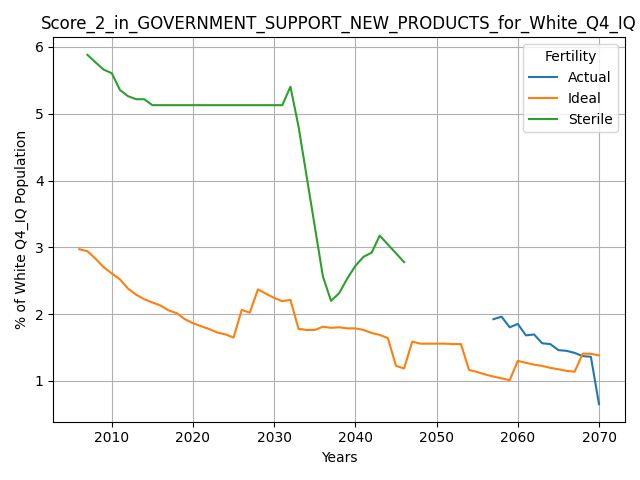 Score_2_in_GOVERNMENT_SUPPORT_NEW_PRODUCTS_for_White_Q4_IQ
Fertility
Actual
Ideal
Sterile
% of White Q4_IQ Population
6
5
4
3
2
1
2010 2020 2030 2040 2050 2060 2070
Years